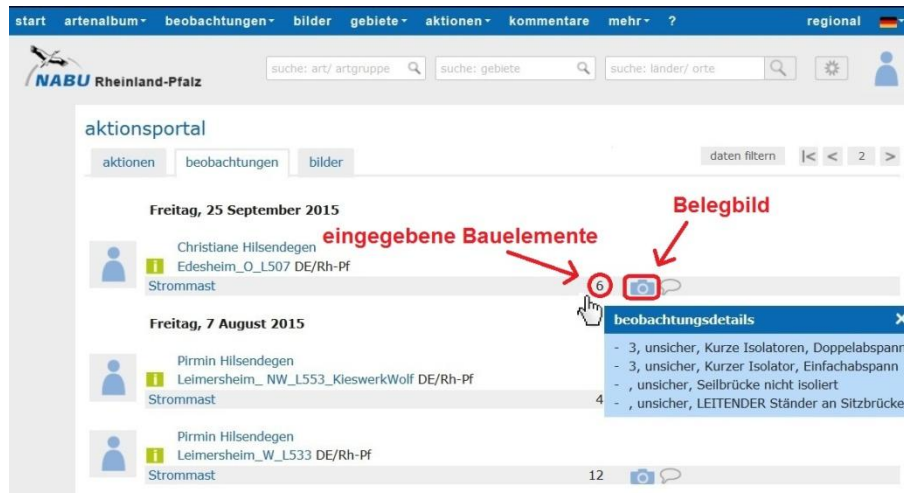 start artenalbum beobachtungen bilder gebiete aktionen kommentare mehr ? regional
NABU Rheinland-Pfalz
suche: art/ artgruppe suche: gebiete suche: länder/ orte
aktionsportal
aktionen beobachtungen bilder daten filtern |< < 2 >
Freitag, 25 September 2015
Belegbild
eingegebene Bauelemente
Christiane Hilsendegen
i Edesheim_O_L507 DE/Rh-Pf
Strommast 6
Freitag, 7 August 2015
beobachtungsdetails X
- 3, unsicher, Kurze Isolatoren, Doppelabspann
- 3, unsicher, Kurzer Isolator, Einfachabspann
- , unsicher, Seilbrücke nicht isoliert
- , unsicher, LEITENDER Ständer an Sitzbrücke
Pirmin Hilsendegen
i Leimersheim_ NW_L553_KieswerkWolf DE/Rh-Pf
Strommast 4
Pirmin Hilsendegen
i Leimersheim_W_L533 DE/Rh-Pf
Strommast 12